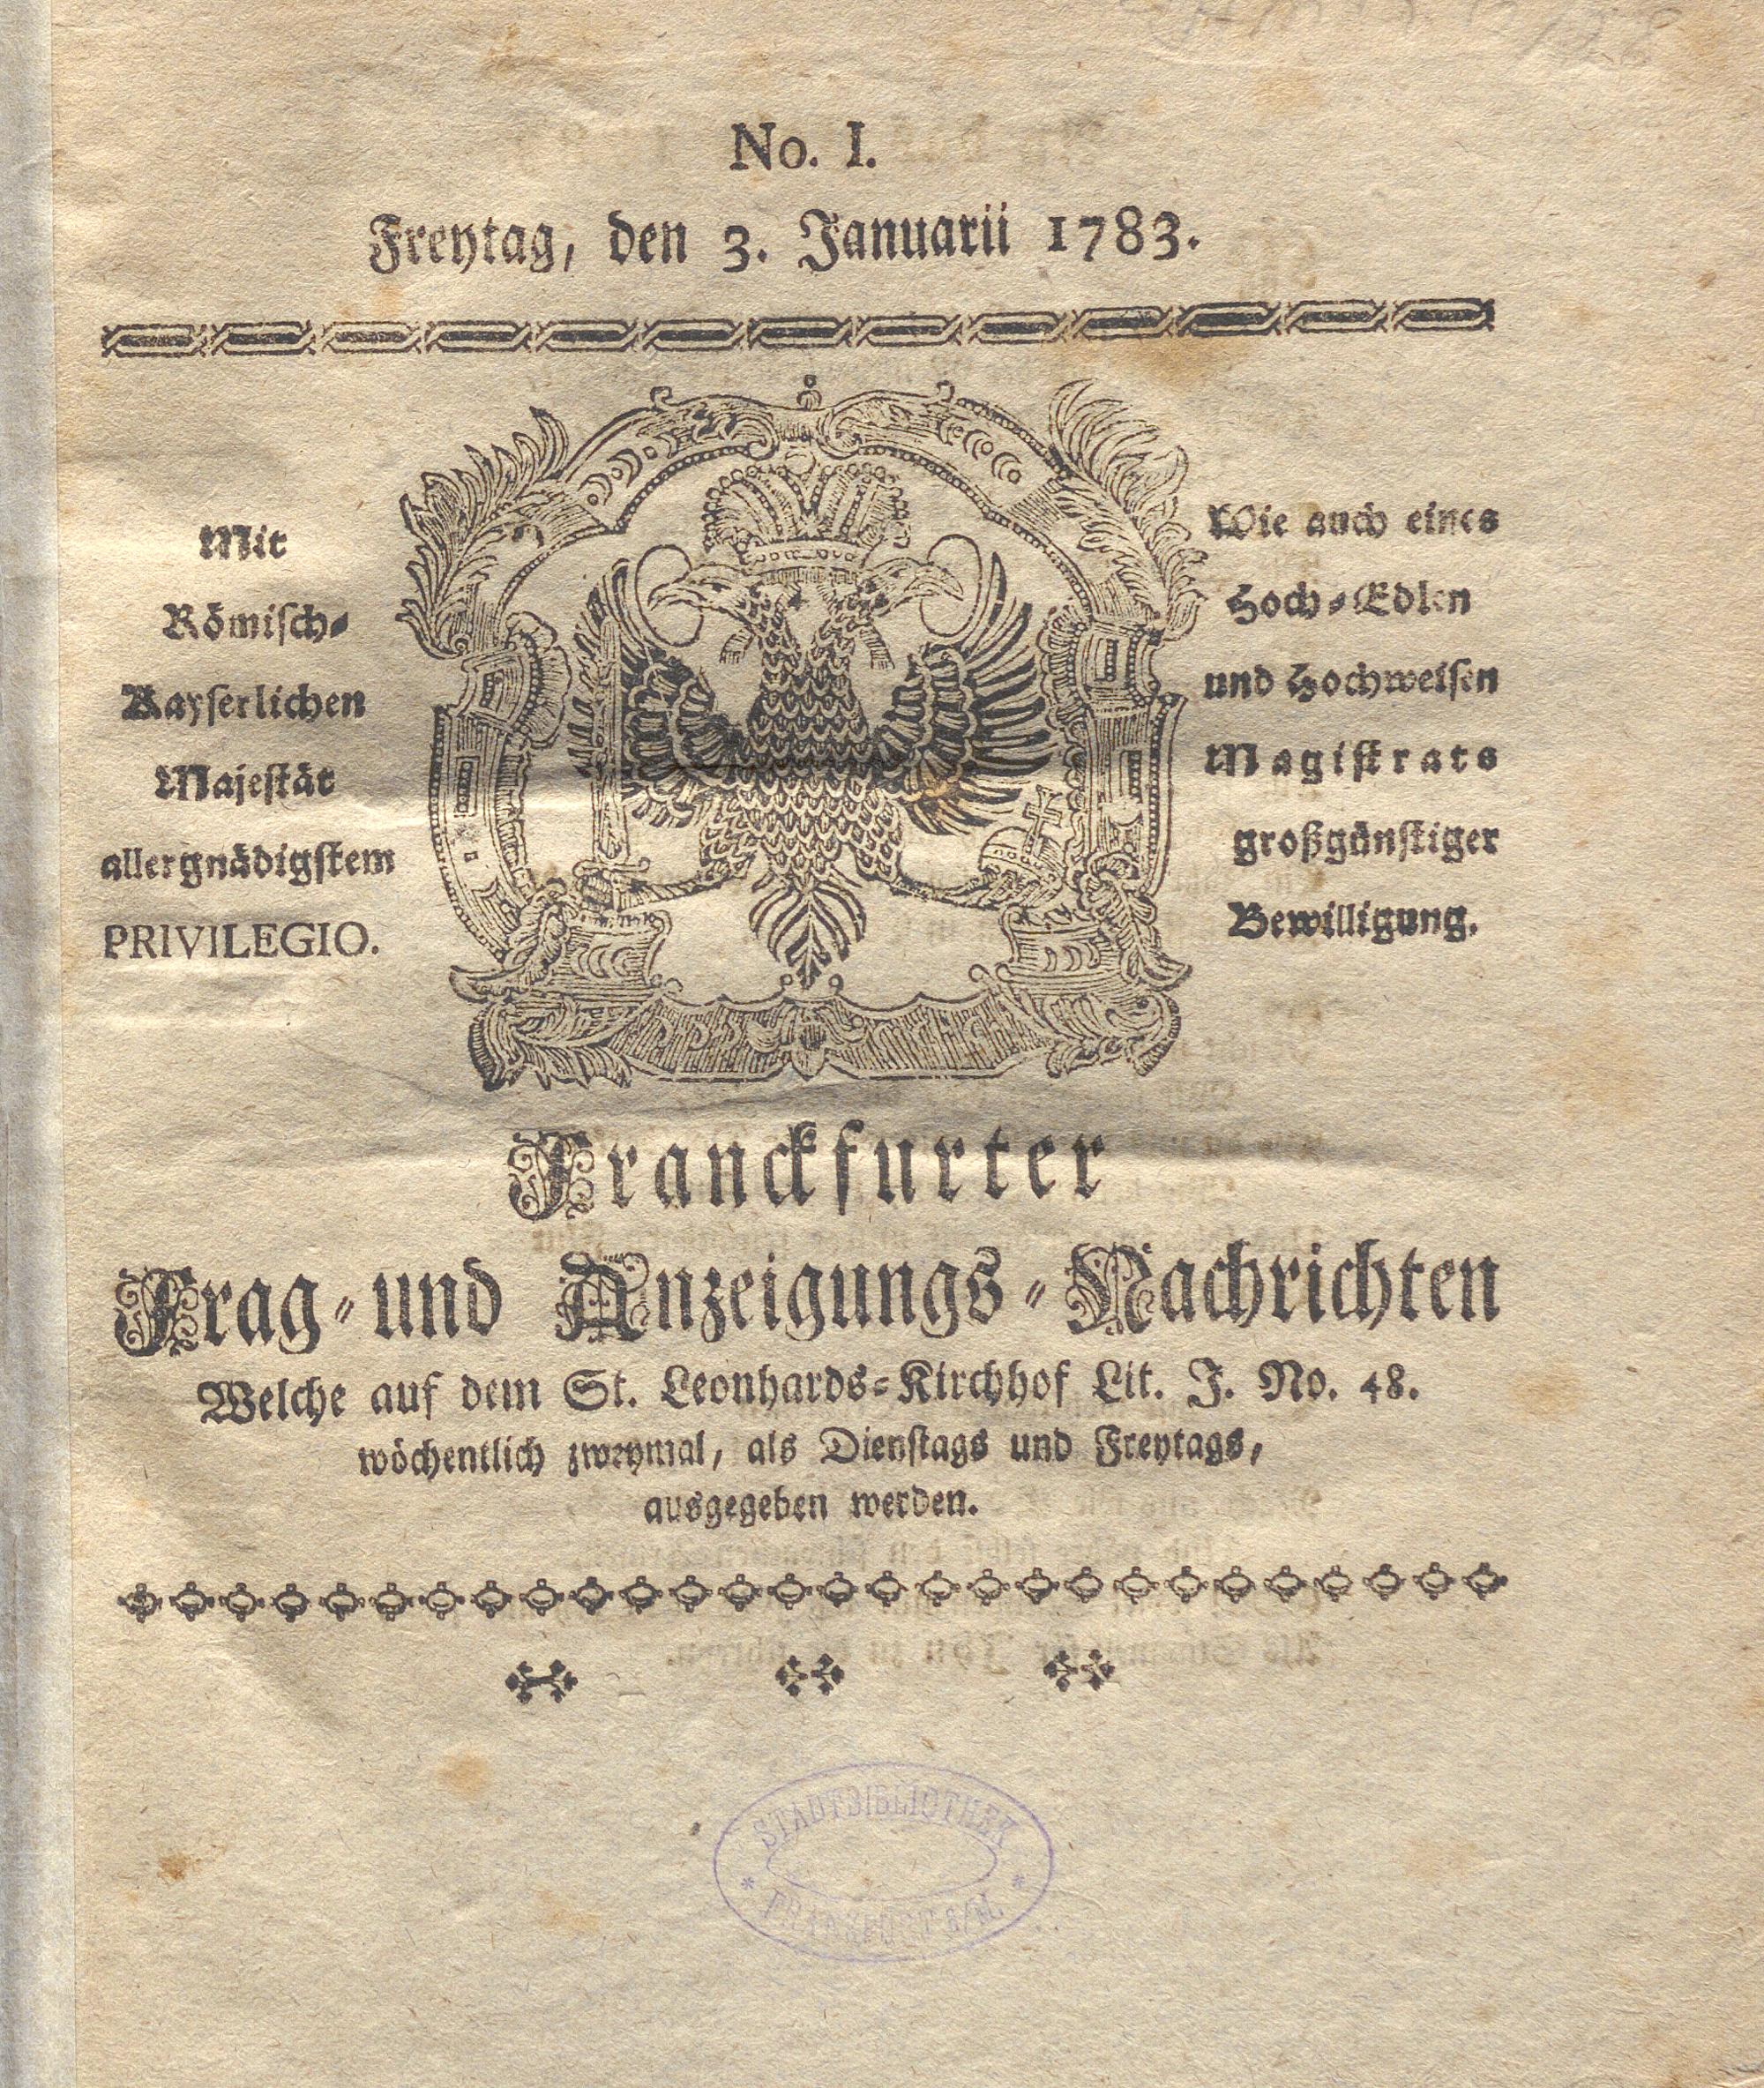 No. I.
Freytag, den 3. Januarii 1783.
Mit
Römisch-
Kayserlichen
Majestät
allergnädigstem
PRIVILEGIO.
Wie auch eines
Hoch-Edlen
und Hochweisen
Magistrats
großgünstiger
Bewilligung.
Franckfurter
Frag- und Anzeigungs-Nachrichten
Welche auf dem St. Leonhards-Kirchhof Lit. J. No. 48.
wöchentlich zweymal, als Dienstags und Freytags,
ausgegeben werden.
STADTBIBLIOTHEK
FRANKFURT a/M.